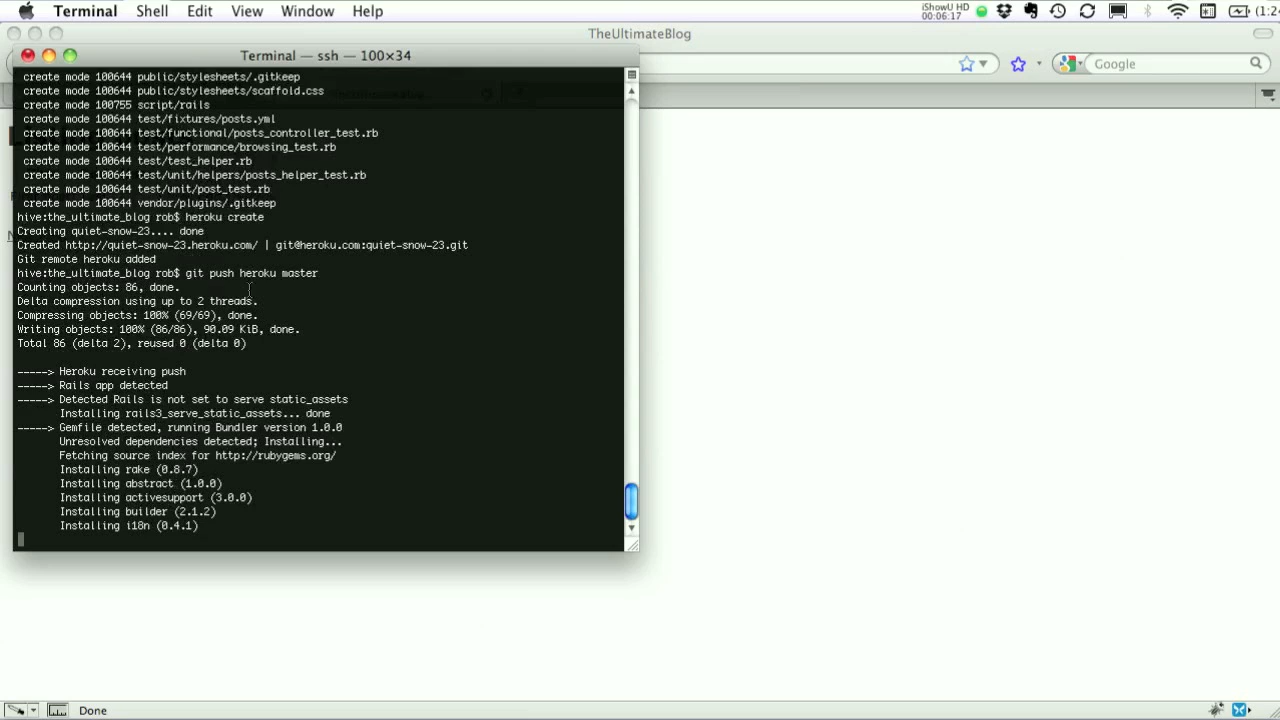 Terminal Shell Edit View Window Help
iShowU HD
00:06:17
TheUltimateBlog
Terminal — ssh — 100×34
Google
create mode 100644 public/stylesheets/.gitkeep
create mode 100644 public/stylesheets/scaffold.css
create mode 100755 script/rails
create mode 100644 test/fixtures/posts.yml
create mode 100644 test/functional/posts_controller_test.rb
create mode 100644 test/performance/browsing_test.rb
create mode 100644 test/test_helper.rb
create mode 100644 test/unit/helpers/posts_helper_test.rb
create mode 100644 test/unit/post_test.rb
create mode 100644 vendor/plugins/.gitkeep
hive:the_ultimate_blog rob$ heroku create
Creating quiet-snow-23.... done
Created http://quiet-snow-23.heroku.com/ | git@heroku.com:quiet-snow-23.git
Git remote heroku added
hive:the_ultimate_blog rob$ git push heroku master
Counting objects: 86, done.
Delta compression using up to 2 threads.
Compressing objects: 100% (69/69), done.
Writing objects: 100% (86/86), 90.09 KiB, done.
Total 86 (delta 2), reused 0 (delta 0)
-----> Heroku receiving push
-----> Rails app detected
-----> Detected Rails is not set to serve static_assets
Installing rails3_serve_static_assets... done
-----> Gemfile detected, running Bundler version 1.0.0
Unresolved dependencies detected; Installing...
Fetching source index for http://rubygems.org/
Installing rake (0.8.7)
Installing abstract (1.0.0)
Installing activesupport (3.0.0)
Installing builder (2.1.2)
Installing i18n (0.4.1)
Done